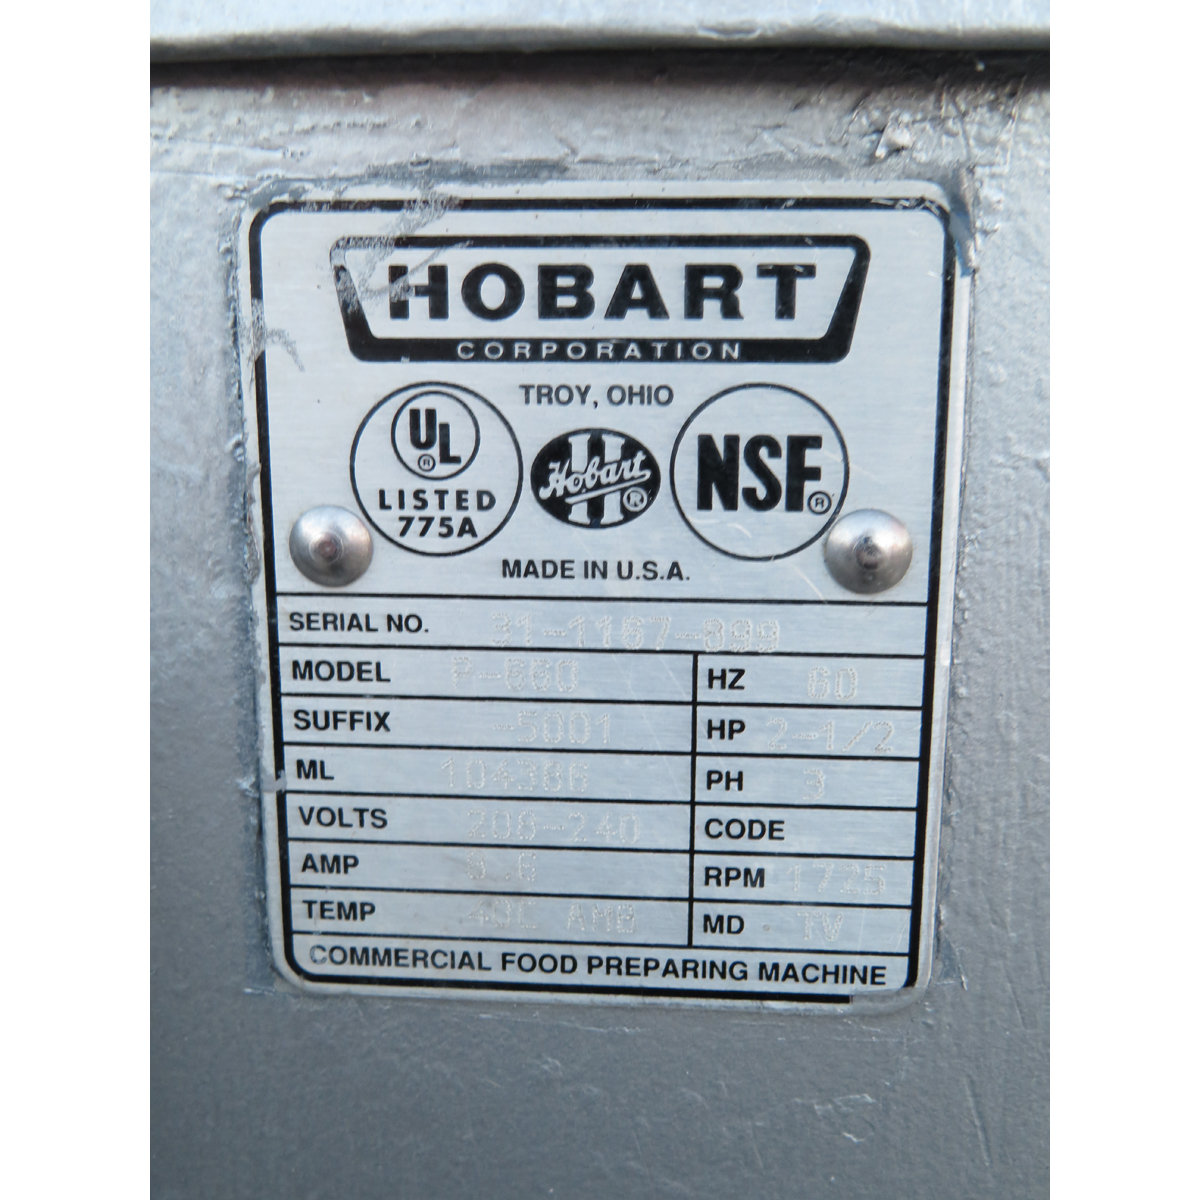 HOBART
CORPORATION
TROY, OHIO
UL®
LISTED
775A
Hobart®
NSF®
MADE IN U.S.A.
SERIAL NO. 31-1167-899
MODEL P-660
HZ 60
SUFFIX -5001
HP 2-1/2
ML 104386
PH 3
VOLTS 208-240
CODE
AMP
RPM 1725
TEMP 40C AMB
MD TV
COMMERCIAL FOOD PREPARING MACHINE